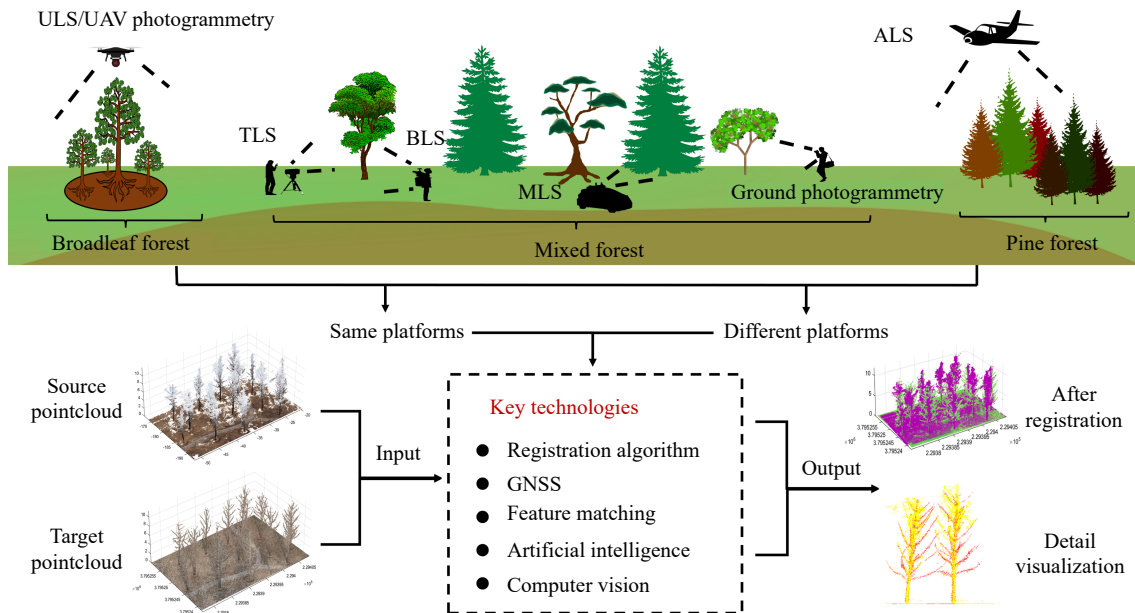 ULS/UAV photogrammetry
ALS
TLS
BLS
MLS
Ground photogrammetry
Broadleaf forest
Mixed forest
Pine forest
Same platforms
Different platforms
Source
pointcloud
Target
pointcloud
Input
Key technologies
Registration algorithm
GNSS
Feature matching
Artificial intelligence
Computer vision
Output
After
registration
Detail
visualization